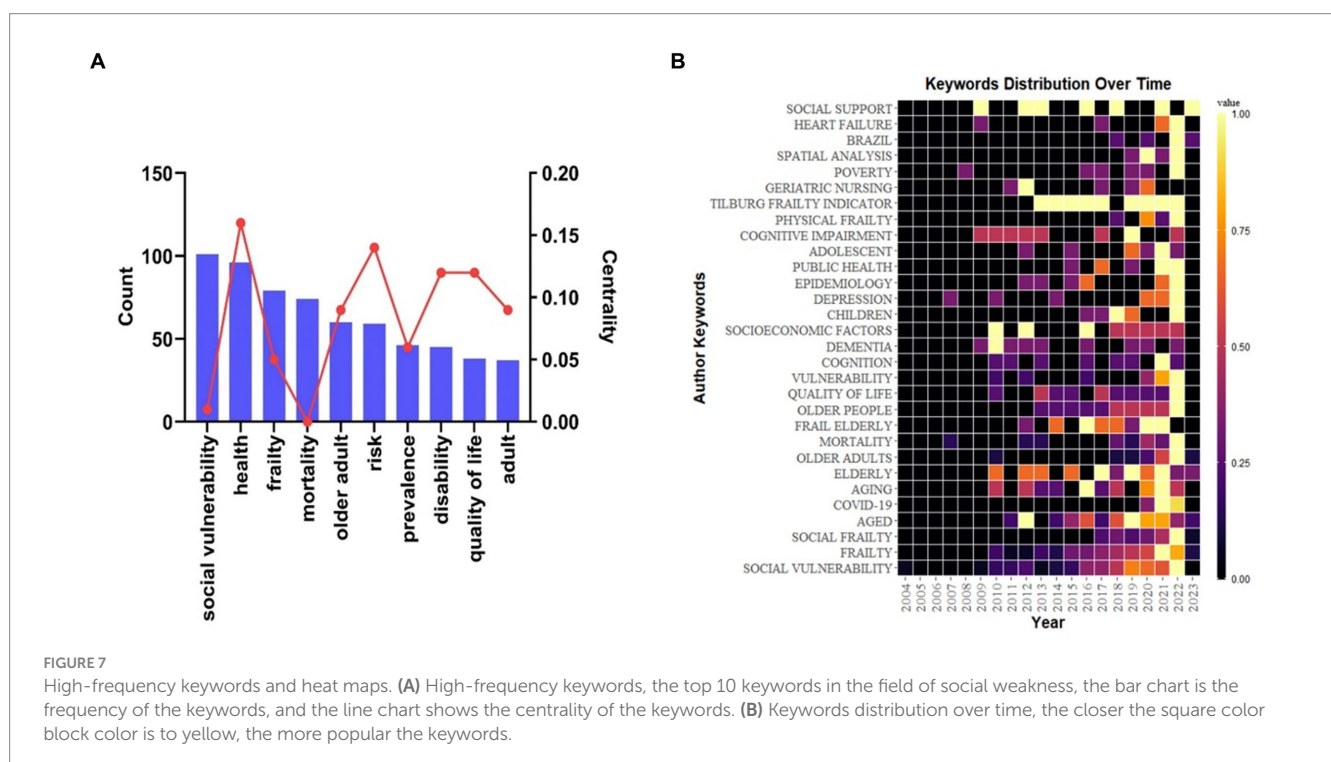 A
150
100
50
0
Count
0.20
0.15
0.10
0.05
0.00
Centrality
social vulnerability
health
frailty
mortality
older adult
risk
prevalence
disability
quality of life
adult
B
Keywords Distribution Over Time
Author Keywords
SOCIAL SUPPORT
HEART FAILURE
BRAZIL
SPATIAL ANALYSIS
POVERTY
GERIATRIC NURSING
TILBURG FRAILTY INDICATOR
PHYSICAL FRAILTY
COGNITIVE IMPAIRMENT
ADOLESCENT
PUBLIC HEALTH
EPIDEMIOLOGY
DEPRESSION
CHILDREN
SOCIOECONOMIC FACTORS
DEMENTIA
COGNITION
VULNERABILITY
QUALITY OF LIFE
OLDER PEOPLE
FRAIL ELDERLY
MORTALITY
OLDER ADULTS
ELDERLY
AGING
COVID-19
AGED
SOCIAL FRAILTY
FRAILTY
SOCIAL VULNERABILITY
2004
2005
2006
2007
2008
2009
2010
2011
2012
2013
2014
2015
2016
2017
2018
2019
2020
2021
2022
2023
Year
value
1.00
0.75
0.50
0.25
0.00
FIGURE 7
High-frequency keywords and heat maps. (A) High-frequency keywords, the top 10 keywords in the field of social weakness, the bar chart is the
frequency of the keywords, and the line chart shows the centrality of the keywords. (B) Keywords distribution over time, the closer the square color
block color is to yellow, the more popular the keywords.